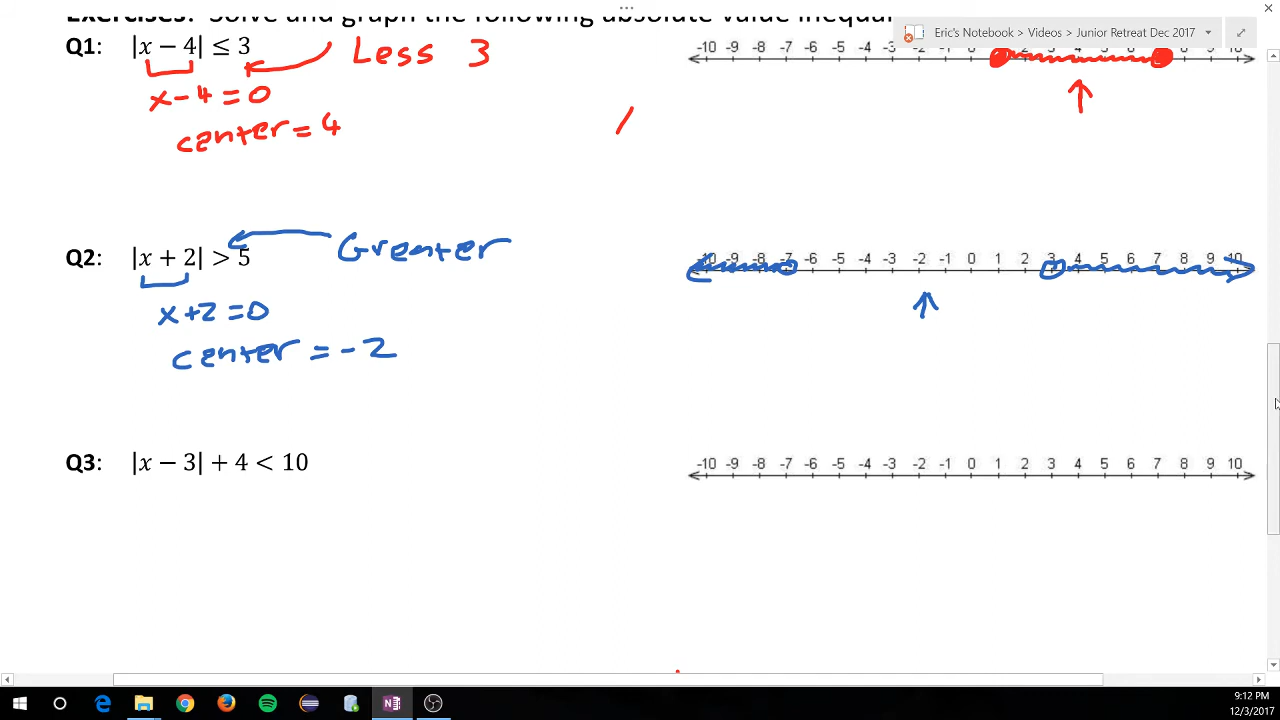 Exercises: Solve and graph the following absolute value inequal
Eric's Notebook > Videos > Junior Retreat Dec 2017
Q1: |x − 4| ≤ 3
Less 3
-10 -9 -8 -7 -6 -5 -4 -3 -2 -1 0 1 2 3 4 5 6 7 8 9 10
x-4=0
center = 4
Q2: |x + 2| > 5
Greater
-10 -9 -8 -7 -6 -5 -4 -3 -2 -1 0 1 2 3 4 5 6 7 8 9 10
x+2=0
center = -2
Q3: |x − 3| + 4 < 10
-10 -9 -8 -7 -6 -5 -4 -3 -2 -1 0 1 2 3 4 5 6 7 8 9 10
9:12 PM
12/3/2017